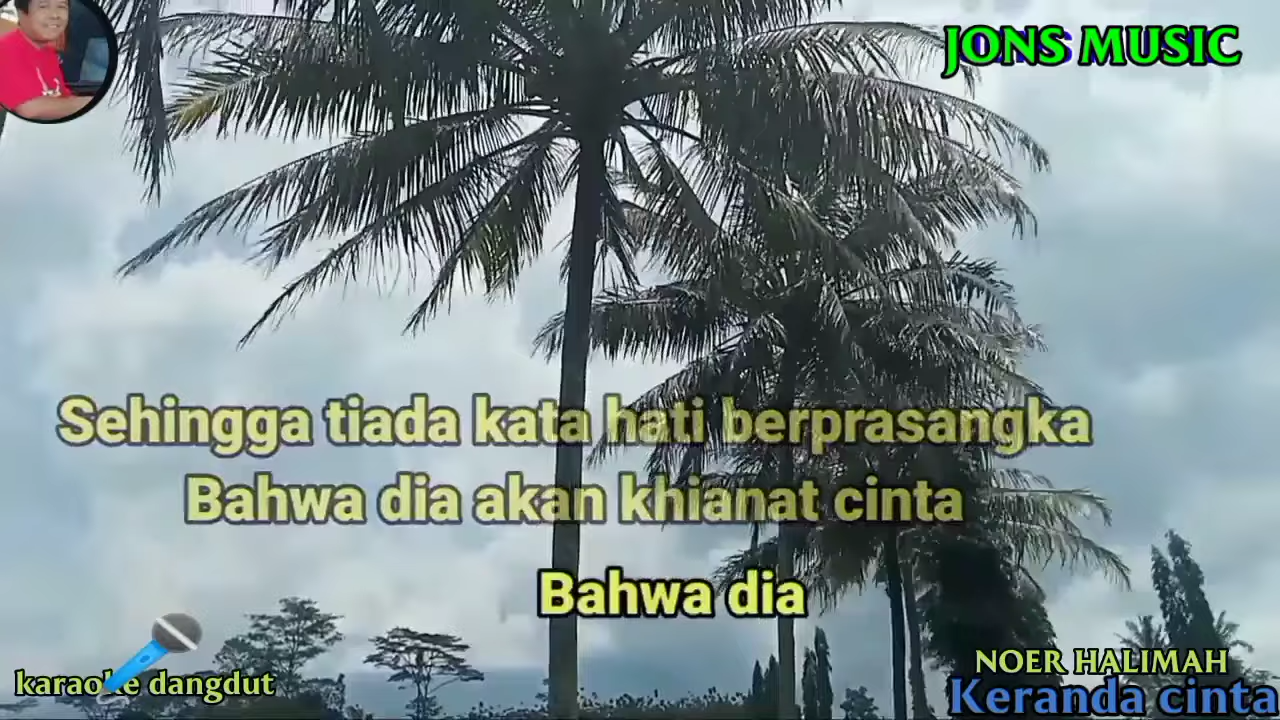 JONS MUSIC
Sehingga tiada kata hati berprasangka
Bahwa dia akan khianat cinta
Bahwa dia
karaoke dangdut
NOER HALIMAH
Keranda cinta